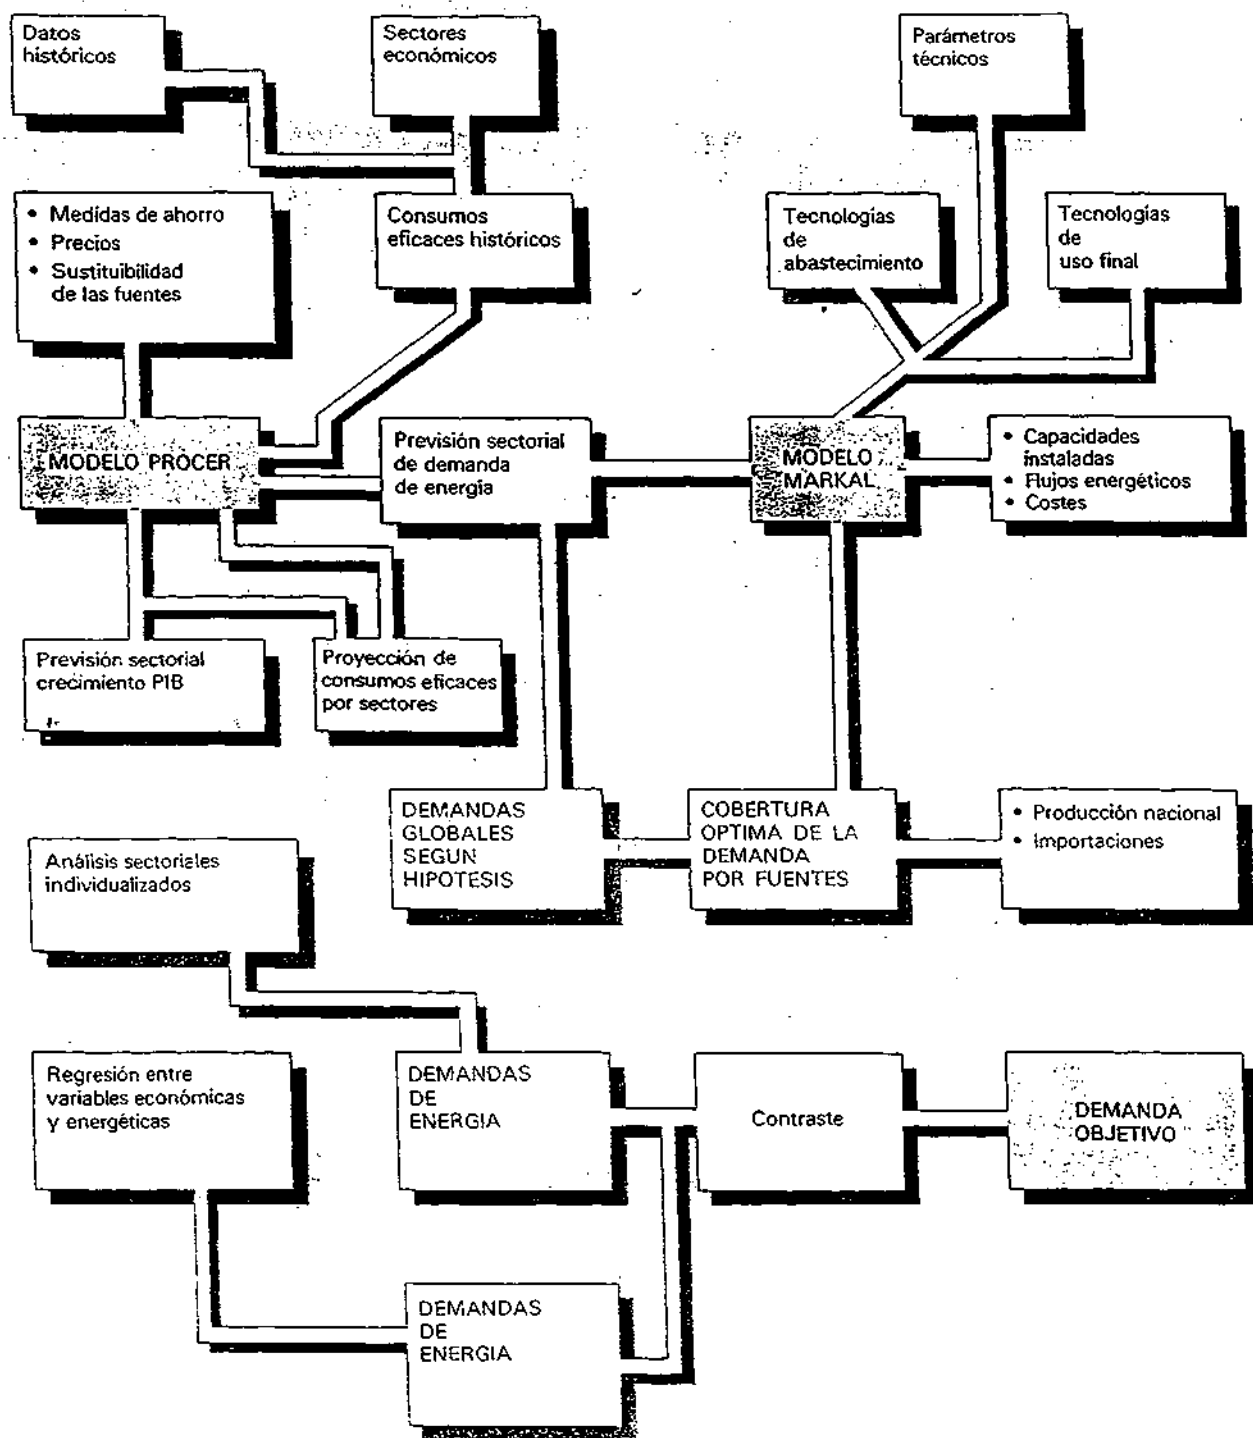 Datos
históricos
Sectores
económicos
Parámetros
técnicos
• Medidas de ahorro
• Precios
• Sustituibilidad
de las fuentes
Consumos
eficaces históricos
Tecnologías
de
abastecimiento
Tecnologías
de
uso final
MODELO PROCER
Previsión sectorial
de demanda
de energía
MODELO
MARKAL
• Capacidades
instaladas
• Flujos energéticos
• Costes
Previsión sectorial
crecimiento PIB
Proyección de
consumos eficaces
por sectores
DEMANDAS
GLOBALES
SEGUN
HIPOTESIS
COBERTURA
OPTIMA DE LA
DEMANDA
POR FUENTES
• Producción nacional
• Importaciones
Análisis sectoriales
individualizados
Regresión entre
variables económicas
y energéticas
DEMANDAS
DE
ENERGIA
Contraste
DEMANDA
OBJETIVO
DEMANDAS
DE
ENERGIA